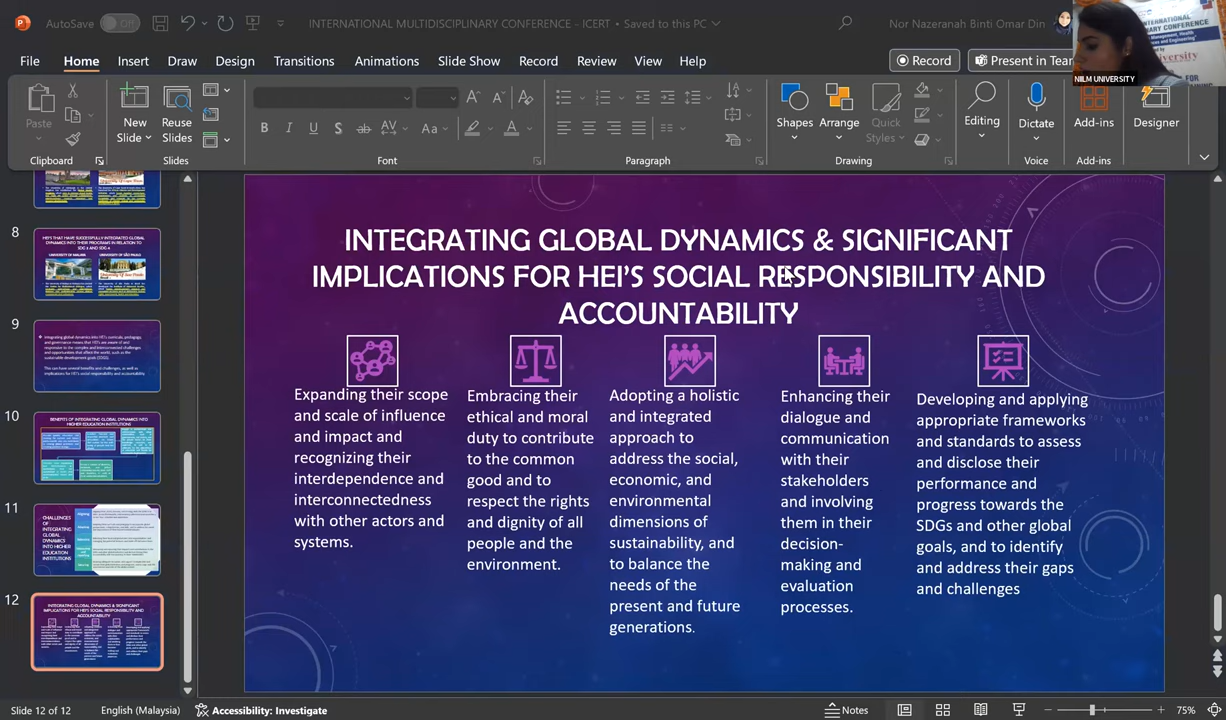 AutoSave
Off
INTERNATIONAL MULTIDISCIPLINARY CONFERENCE - ICERT • Saved to this PC
Nor Nazeranah Binti Omar Din
File
Home
Insert
Draw
Design
Transitions
Animations
Slide Show
Record
Review
View
Help
Record
Present in Tea
NIILM UNIVERSITY
Paste
New
Slide
Reuse
Slides
Aa
Shapes
Arrange
Quick
Styles
Editing
Dictate
Add-ins
Designer
Clipboard
Slides
Font
Paragraph
Drawing
Voice
Add-ins
8
9
10
11
12
INTEGRATING GLOBAL DYNAMICS & SIGNIFICANT
IMPLICATIONS FOR HEI'S SOCIAL RESPONSIBILITY AND
ACCOUNTABILITY
Expanding their scope
and scale of influence
and impact and
recognizing their
interdependence and
interconnectedness
with other actors and
systems.
Embracing their
ethical and moral
duty to contribute
to the common
good and to
respect the rights
and dignity of all
people and the
environment.
Adopting a holistic
and integrated
approach to
address the social,
economic, and
environmental
dimensions of
sustainability, and
to balance the
needs of the
present and future
generations.
Enhancing their
dialogue and
communication
with their
stakeholders
and involving
them in their
decision-
making and
evaluation
processes.
Developing and applying
appropriate frameworks
and standards to assess
and disclose their
performance and
progress towards the
SDGs and other global
goals, and to identify
and address their gaps
and challenges
Slide 12 of 12
English (Malaysia)
Accessibility: Investigate
Notes
75%